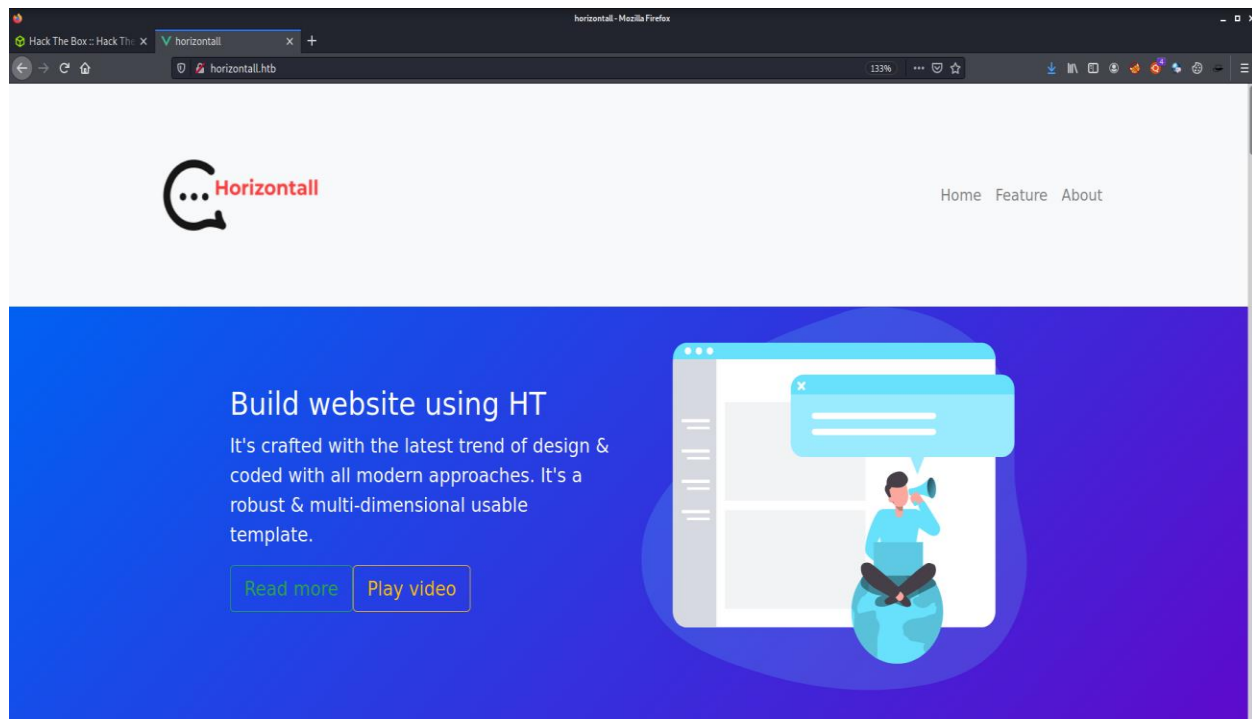 horizontall - Mozilla Firefox
Hack The Box :: Hack The
horizontall
horizontall.htb
133%
Horizontall
Home Feature About
Build website using HT
It's crafted with the latest trend of design &
coded with all modern approaches. It's a
robust & multi-dimensional usable
template.
Read more Play video